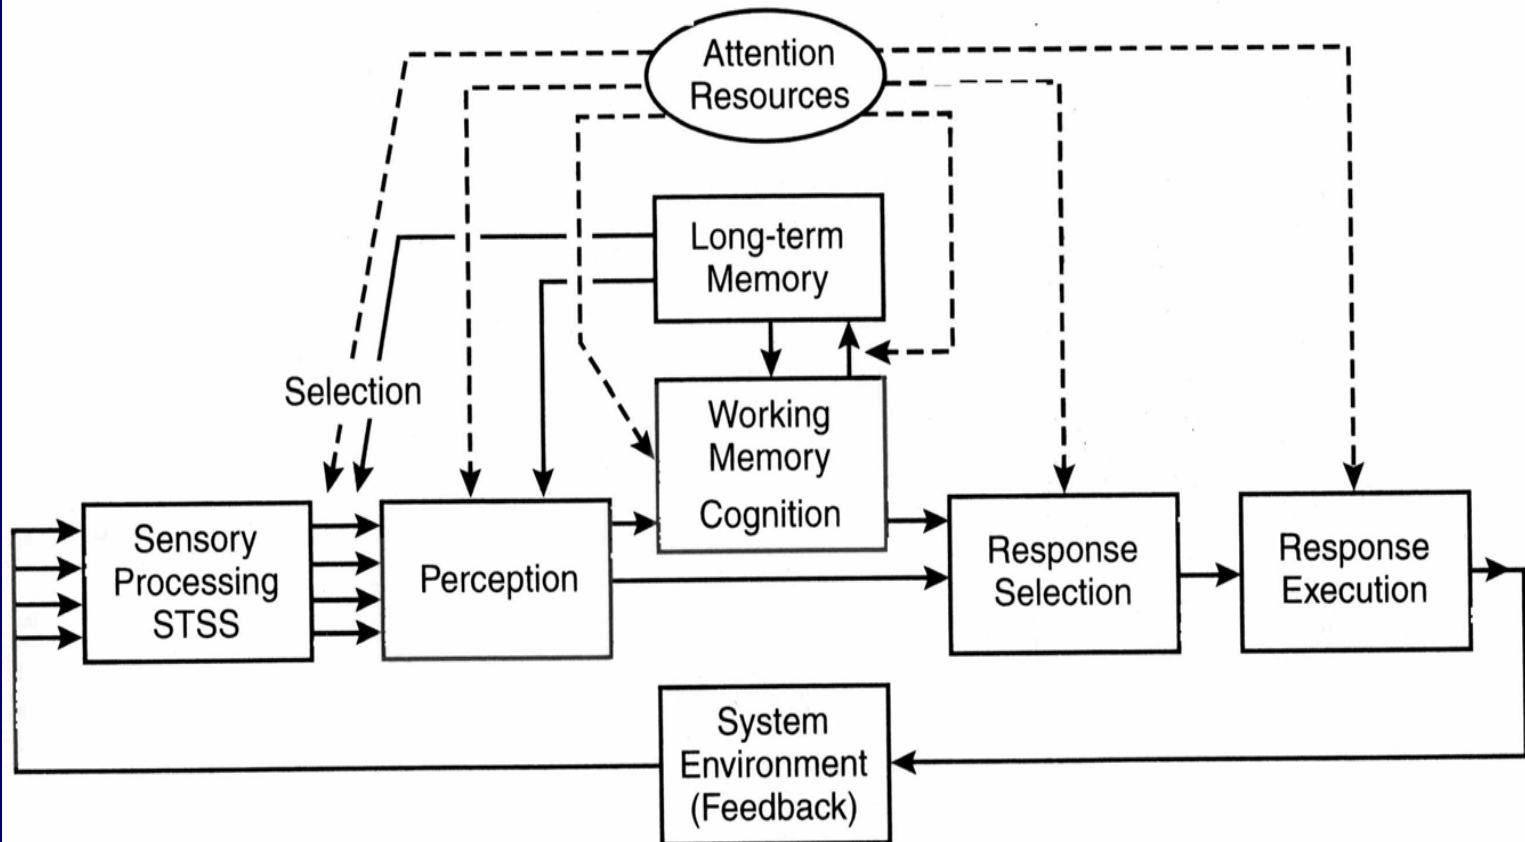 Attention
Resources
Long-term
Memory
Selection
Working
Memory
Cognition
Sensory
Processing
STSS
Perception
Response
Selection
Response
Execution
System
Environment
(Feedback)